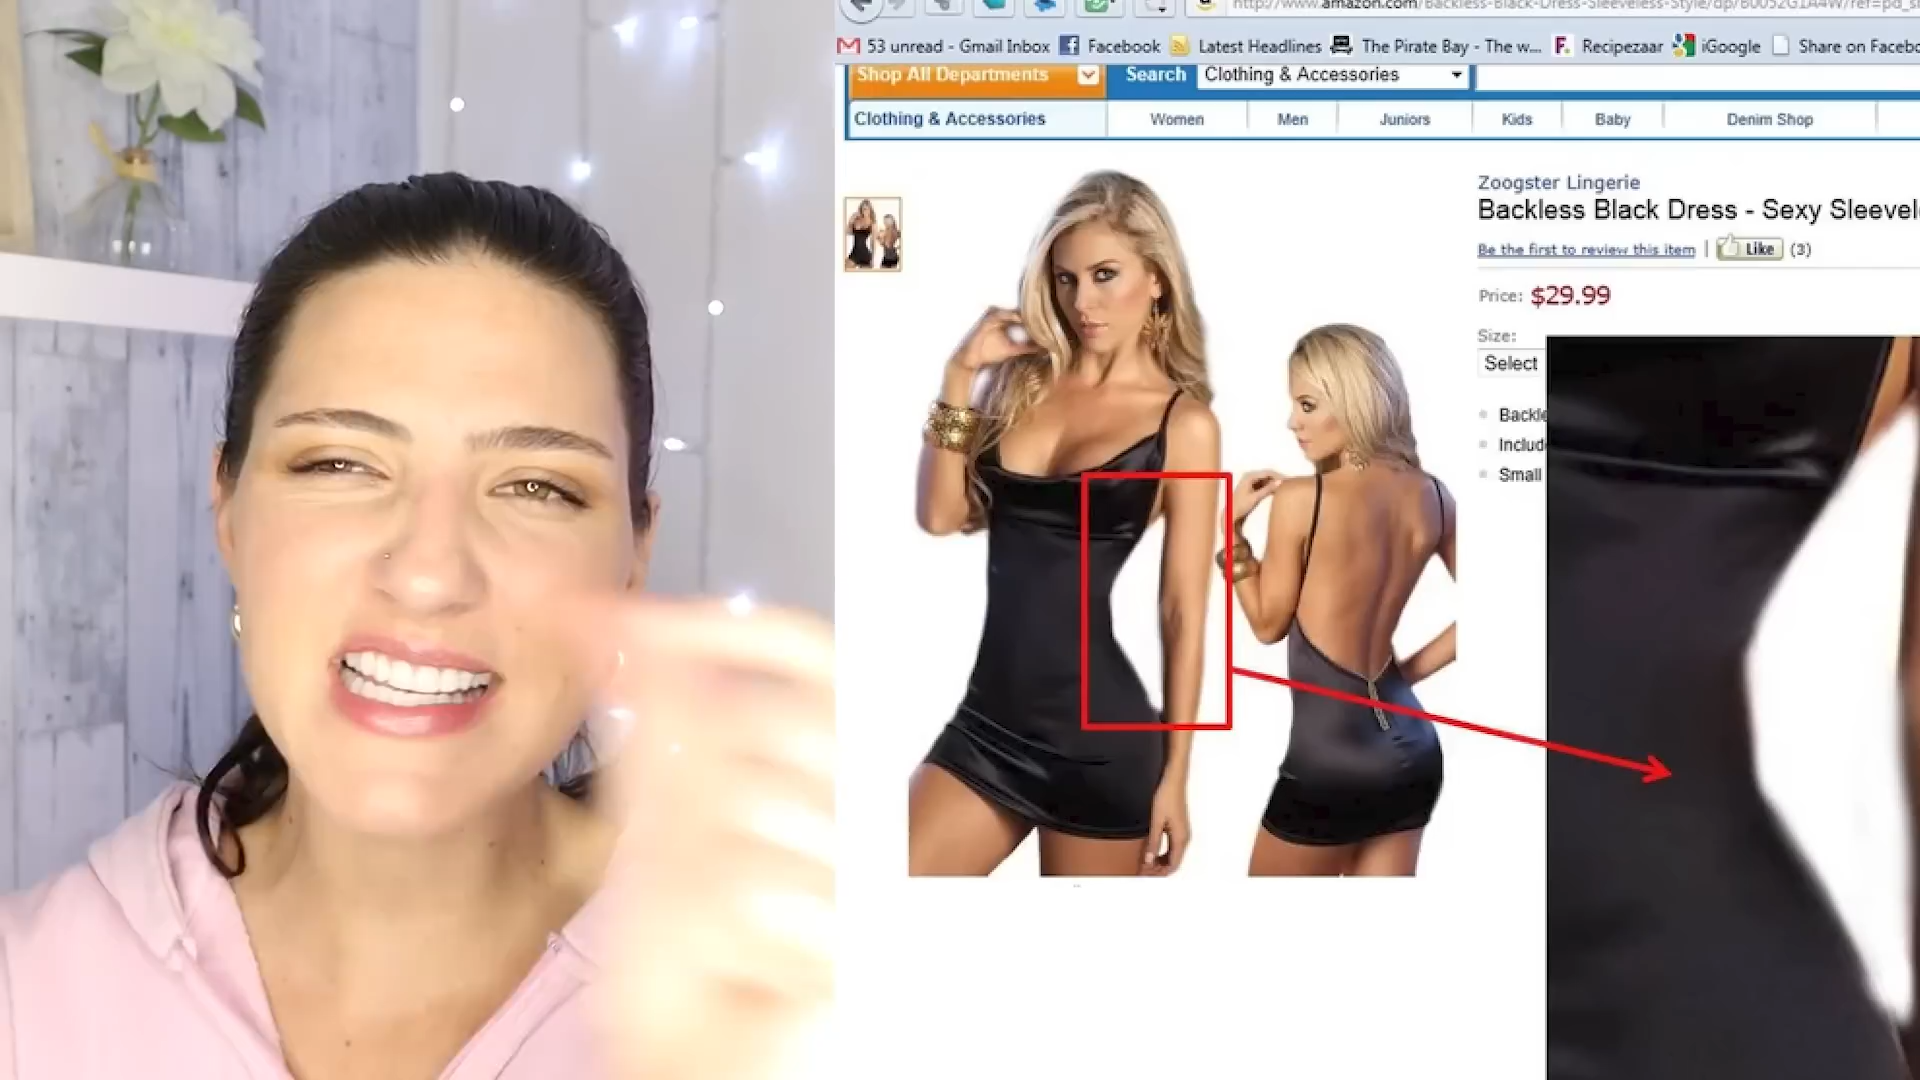 53 unread - Gmail Inbox Facebook Latest Headlines The Pirate Bay - The w... Recipezaar iGoogle Share on Facebo
Shop All Departments Search Clothing & Accessories
Clothing & Accessories Women Men Juniors Kids Baby Denim Shop
Zoogster Lingerie
Backless Black Dress - Sexy Sleevel
Be the first to review this item | Like (3)
Price: $29.99
Size:
Select
Backle
Includ
Small